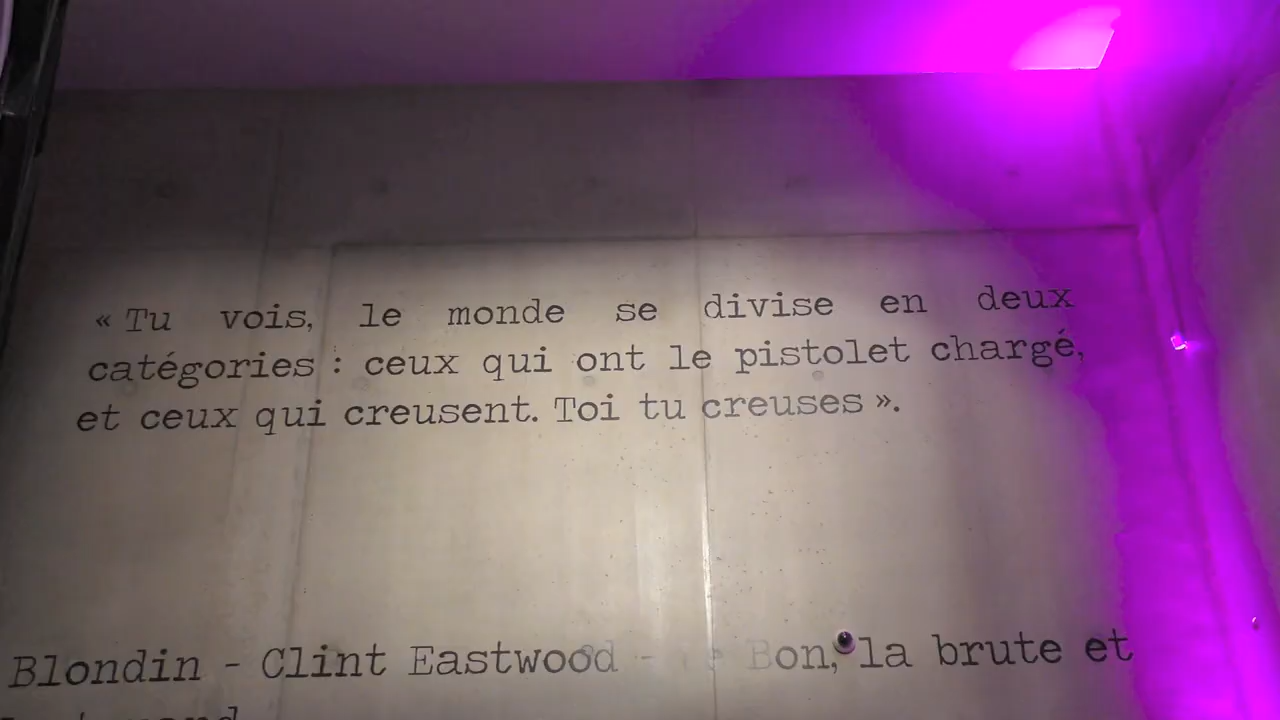 « Tu vois, le monde se divise en deux
catégories : ceux qui ont le pistolet chargé,
et ceux qui creusent. Toi tu creuses ».
Blondin - Clint Eastwood - Bon, la brute et